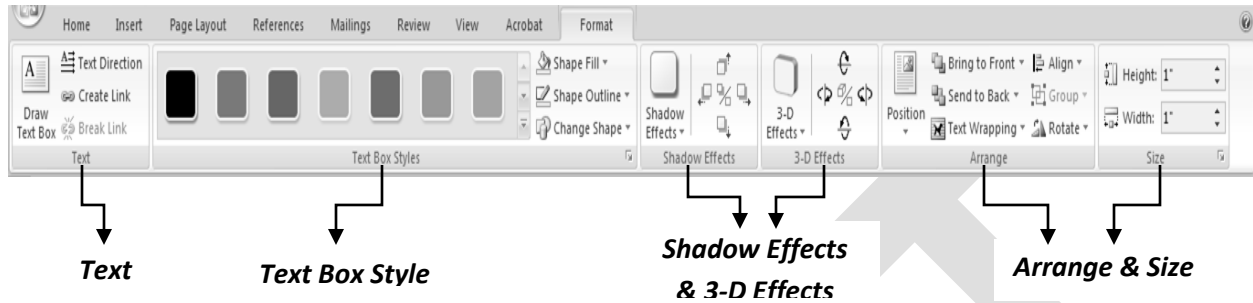 Home Insert Page Layout References Mailings Review View Acrobat Format
A Text Direction
Create Link
Draw Text Box Break Link
Text
Shape Fill
Shape Outline
Change Shape
Text Box Styles
Shadow Effects
Shadow Effects
3-D Effects
3-D Effects
Position
Bring to Front Align
Send to Back Group
Text Wrapping Rotate
Arrange
Height: 1"
Width: 1"
Size
Text
Text Box Style
Shadow Effects
& 3-D Effects
Arrange & Size